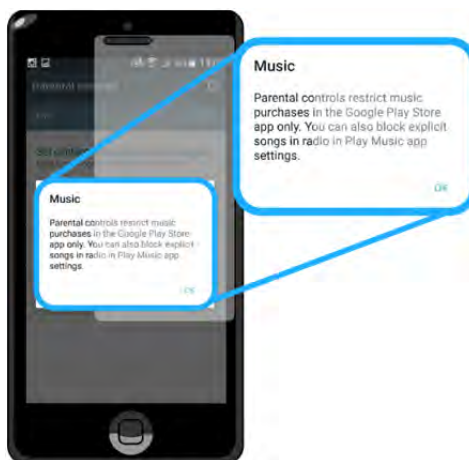 Parental controls
Music
Parental controls restrict music
purchases in the Google Play Store
app only. You can also block explicit
songs in radio in Play Music app
settings.
OK
Music
Parental controls restrict music
purchases in the Google Play Store
app only. You can also block explicit
songs in radio in Play Music app
settings.
OK